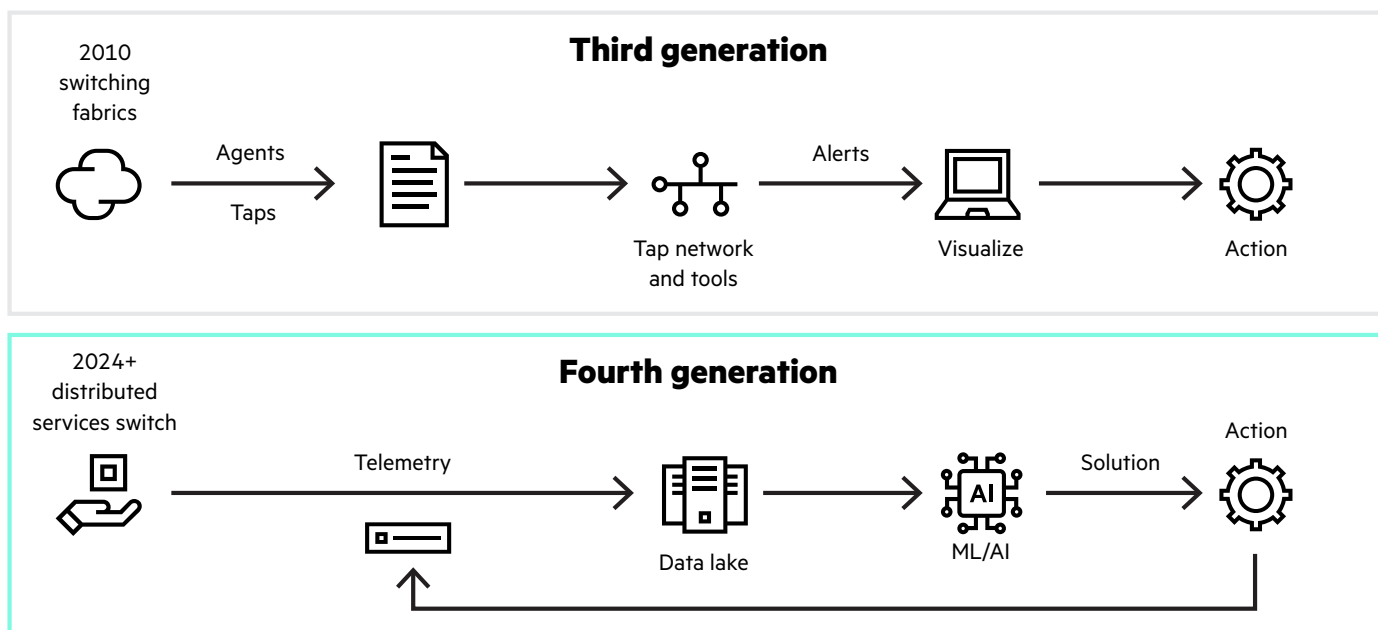 Third generation
2010
switching
fabrics
Agents
Taps
Alerts
Tap network
and tools
Visualize
Action
Fourth generation
2024+
distributed
services switch
Telemetry
Data lake
AI
ML/AI
Solution
Action